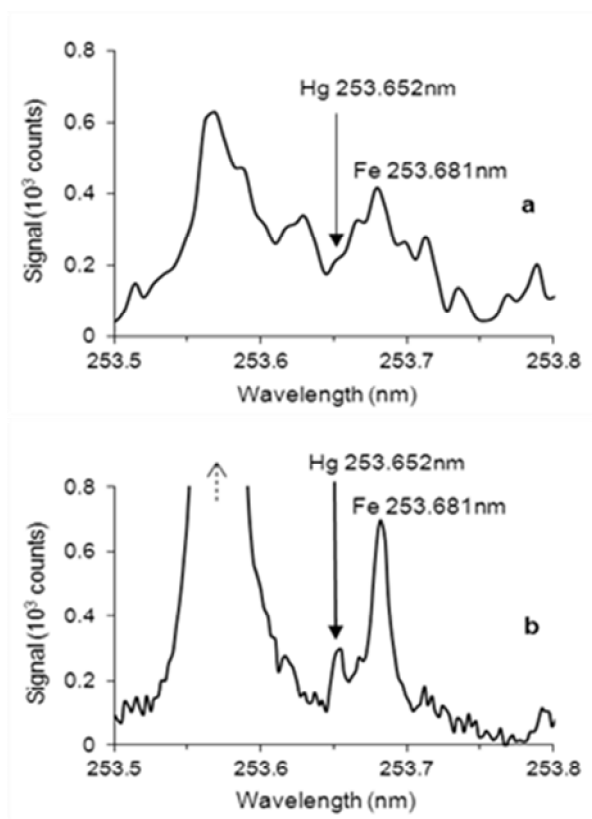 0.8
Hg 253.652nm
0.6
Fe 253.681nm
0.4
a
0.2
0
Signal (10³ counts)
253.5 253.6 253.7 253.8
Wavelength (nm)
Hg 253.652nm
0.8
Fe 253.681nm
0.6
0.4
b
0.2
0
Signal (10³ counts)
253.5 253.6 253.7 253.8
Wavelength (nm)